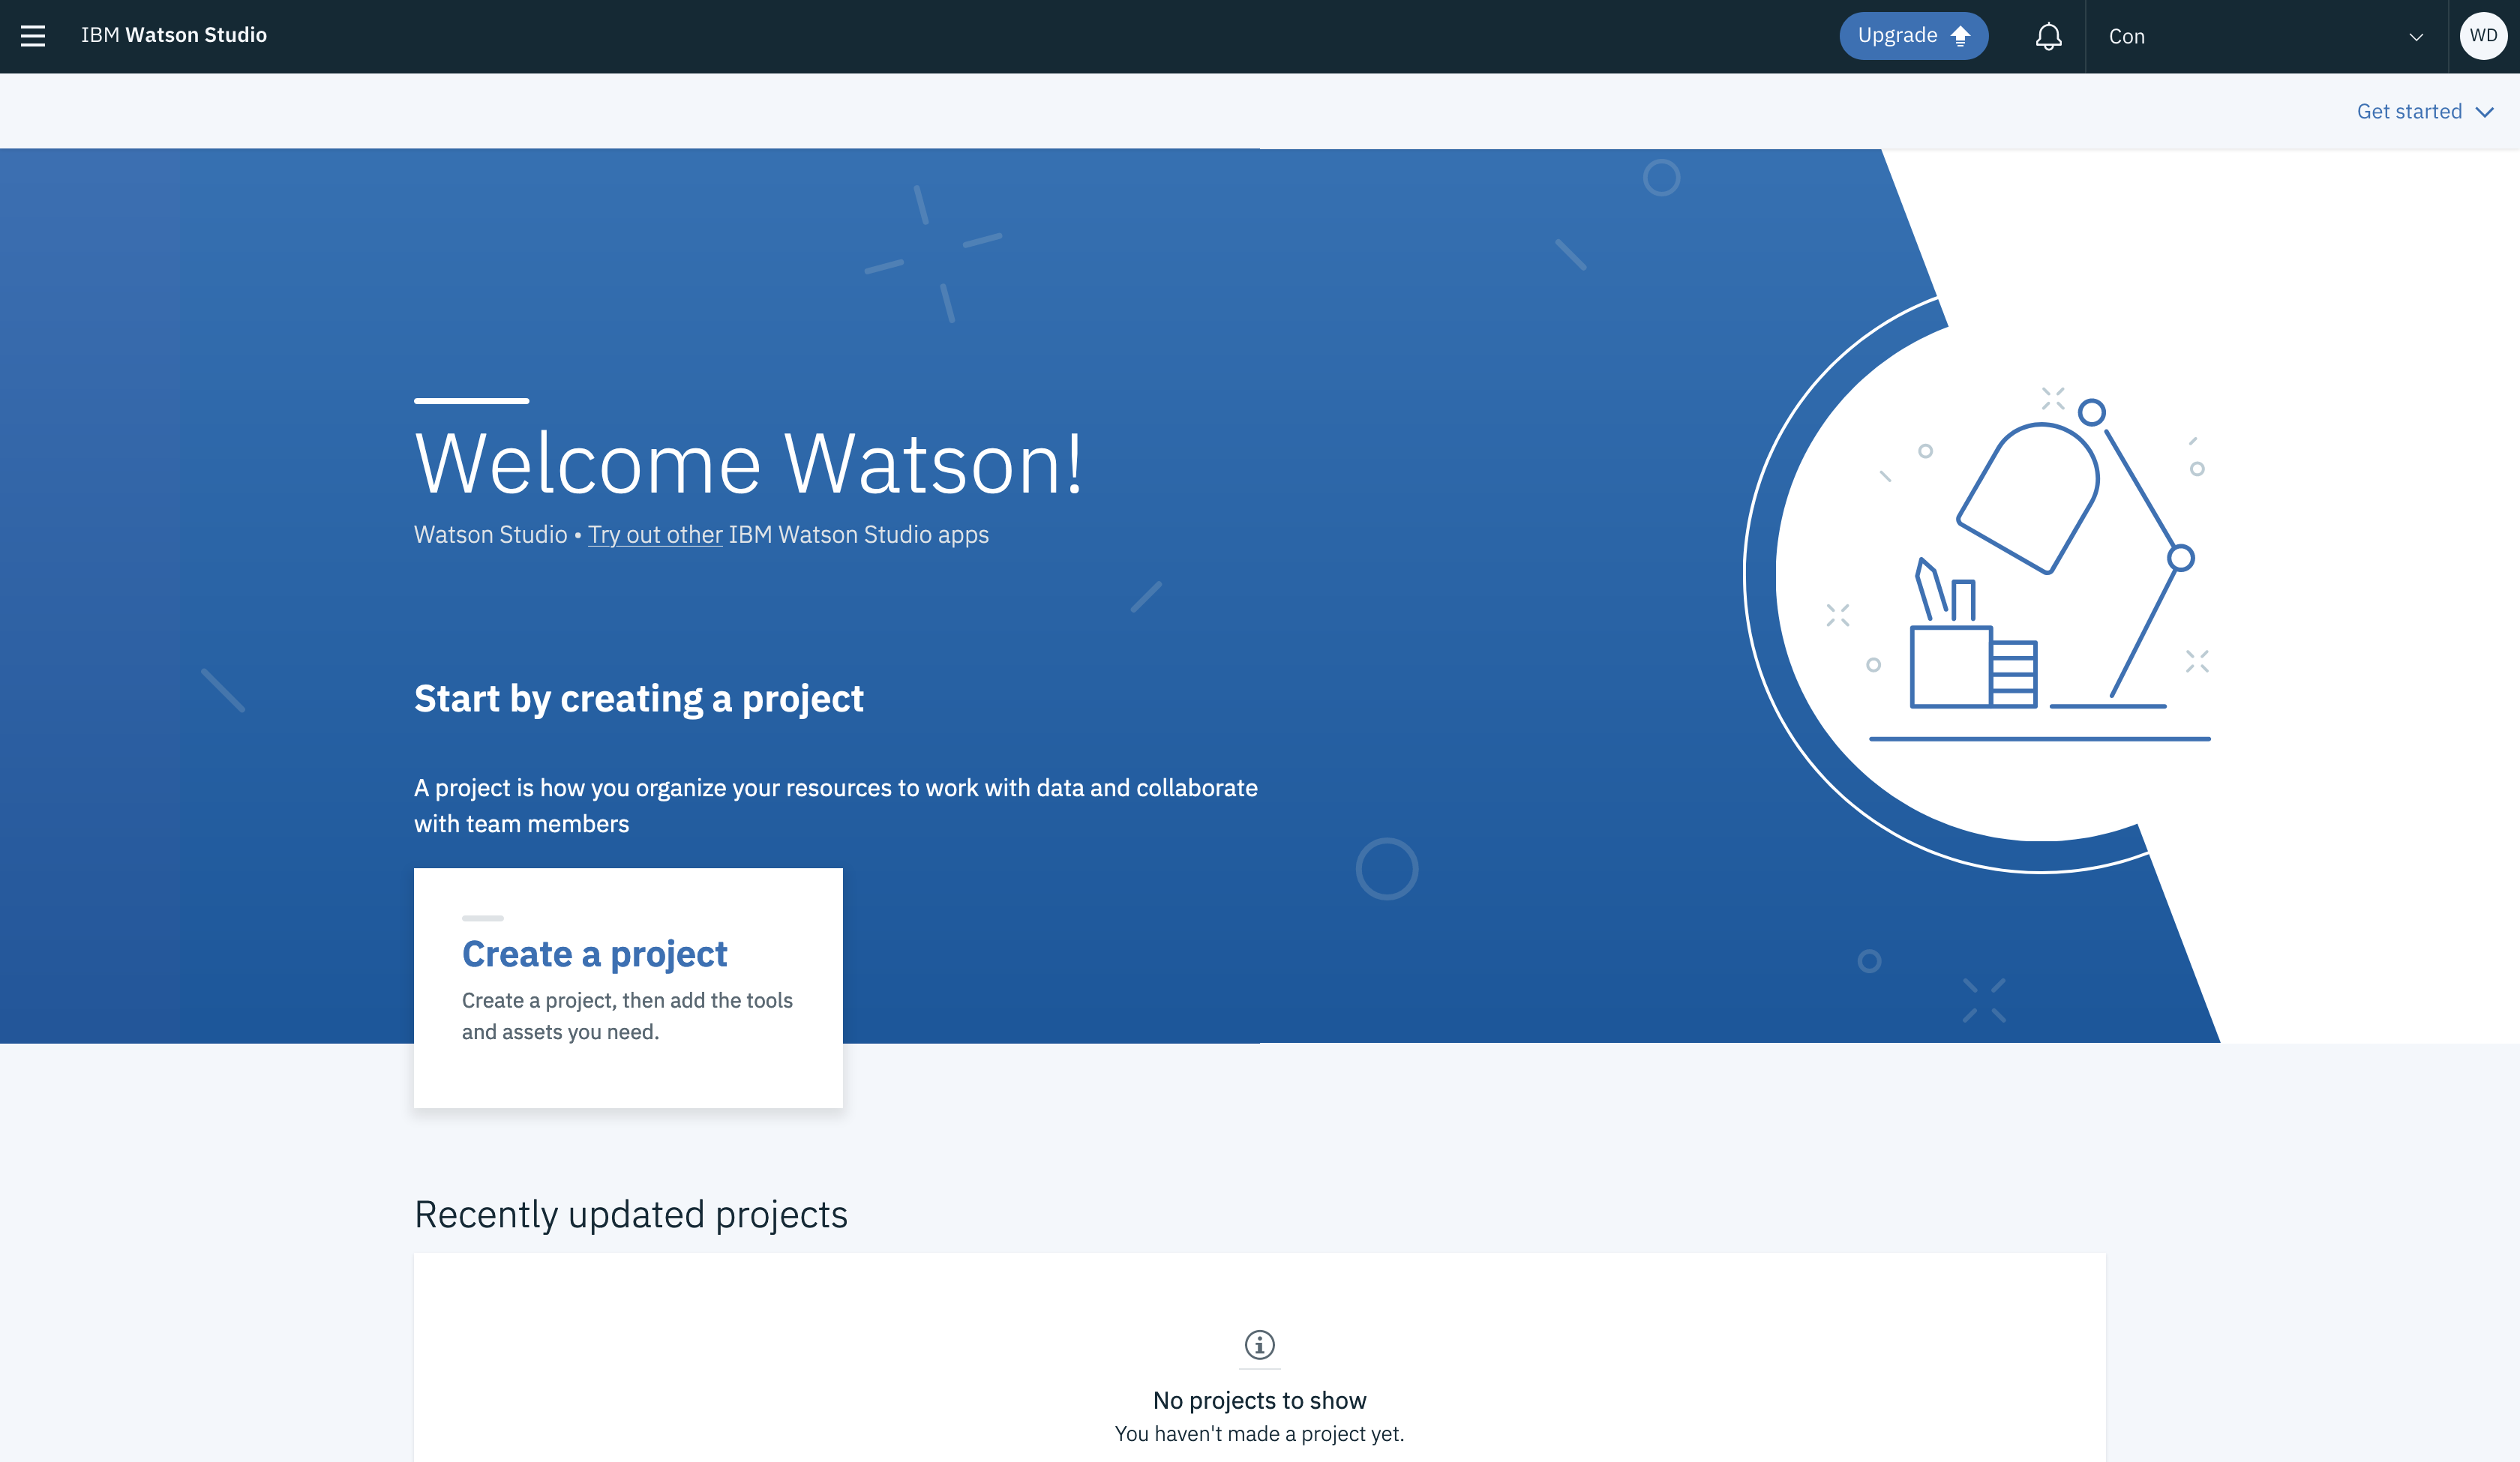 IBM Watson Studio
Upgrade
Con
WD
Get started
Welcome Watson!
Watson Studio • Try out other IBM Watson Studio apps
Start by creating a project
A project is how you organize your resources to work with data and collaborate
with team members
Create a project
Create a project, then add the tools
and assets you need.
Recently updated projects
No projects to show
You haven't made a project yet.